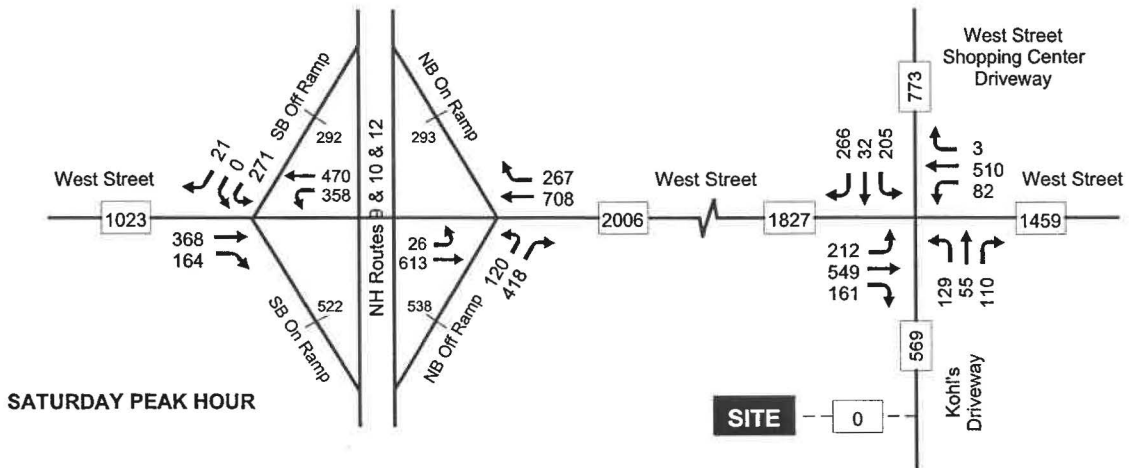 West Street
Shopping Center
Driveway
773
SB Off Ramp
292
NB On Ramp
293
NH Routes 9 & 10 & 12
21
0
271
470
358
267
708
266
32
205
3
510
82
West Street
1023
West Street
2006
1827
West Street
1459
368
164
26
613
120
418
212
549
161
129
55
110
SB On Ramp
522
538
NB Off Ramp
569
Kohl's
Driveway
SATURDAY PEAK HOUR
SITE
0